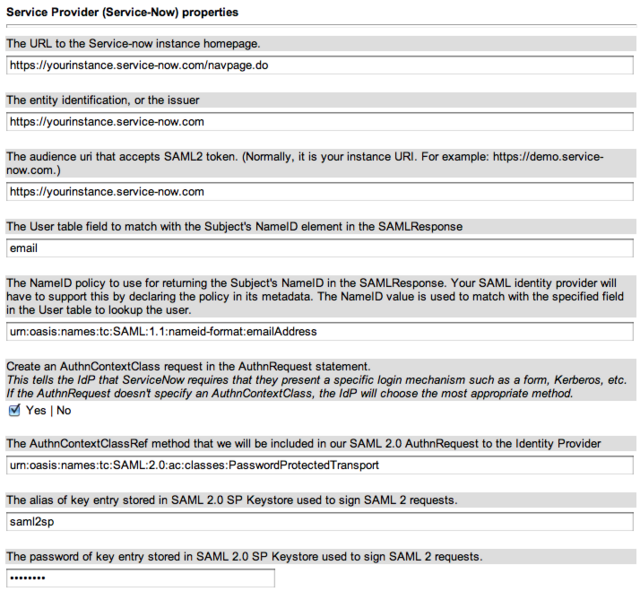 Service Provider (Service-Now) properties
The URL to the Service-now instance homepage.
https://yourinstance.service-now.com/navpage.do
The entity identification, or the issuer
https://yourinstance.service-now.com
The audience uri that accepts SAML2 token. (Normally, it is your instance URI. For example: https://demo.service-
now.com.)
https://yourinstance.service-now.com
The User table field to match with the Subject's NameID element in the SAMLResponse
email
The NameID policy to use for returning the Subject's NameID in the SAMLResponse. Your SAML identity provider will
have to support this by declaring the policy in its metadata. The NameID value is used to match with the specified field
in the User table to lookup the user.
urn:oasis:names:tc:SAML:1.1:nameid-format:emailAddress
Create an AuthnContextClass request in the AuthnRequest statement.
This tells the IdP that ServiceNow requires that they present a specific login mechanism such as a form, Kerberos, etc.
If the AuthnRequest doesn't specify an AuthnContextClass, the IdP will choose the most appropriate method.
Yes | No
The AuthnContextClassRef method that we will be included in our SAML 2.0 AuthnRequest to the Identity Provider
urn:oasis:names:tc:SAML:2.0:ac:classes:PasswordProtectedTransport
The alias of key entry stored in SAML 2.0 SP Keystore used to sign SAML 2 requests.
saml2sp
The password of key entry stored in SAML 2.0 SP Keystore used to sign SAML 2 requests.
••••••••